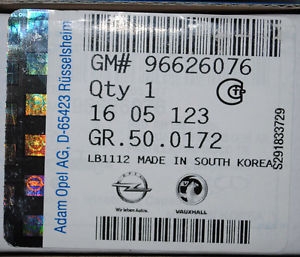 GM# 96626076
Qty 1
16 05 123
GR.50.0172
LB1112 MADE IN SOUTH KOREA
Wir leben Autos.
VAUXHALL
Adam Opel AG, D-65423 Rüsselsheim
S291833729